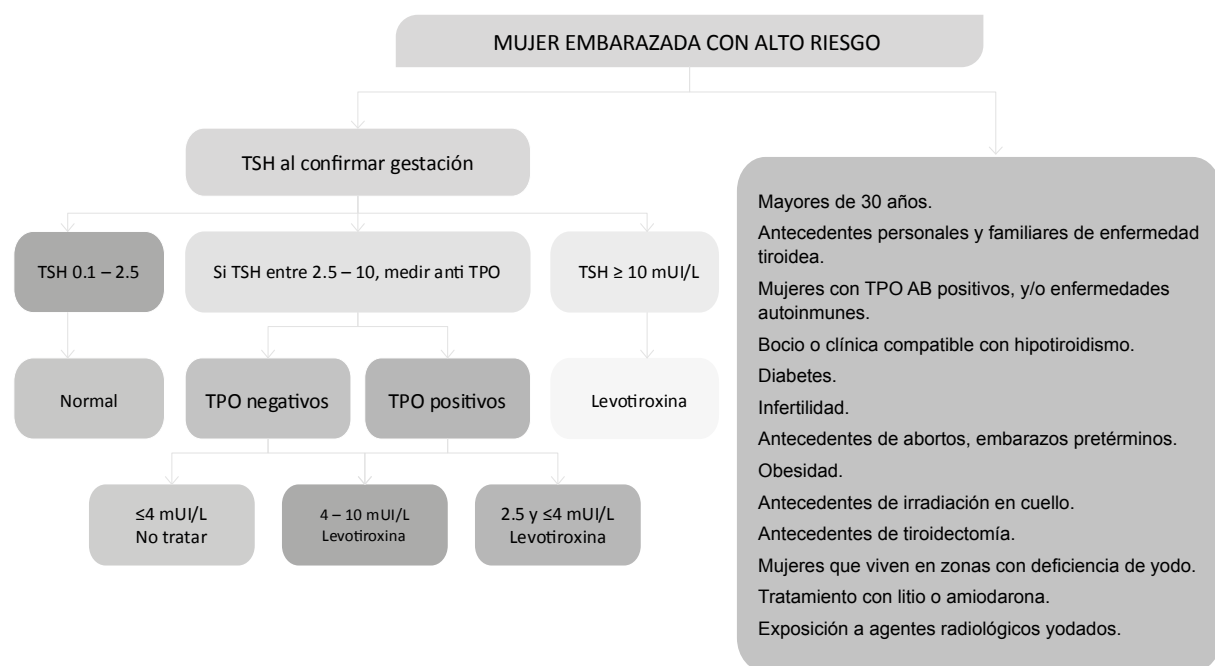 MUJER EMBARAZADA CON ALTO RIESGO
TSH al confirmar gestación
TSH 0.1 – 2.5
Si TSH entre 2.5 – 10, medir anti TPO
TSH ≥ 10 mUI/L
Normal
TPO negativos
TPO positivos
Levotiroxina
≤4 mUI/L
No tratar
4 – 10 mUI/L
Levotiroxina
2.5 y ≤4 mUI/L
Levotiroxina
Mayores de 30 años.
Antecedentes personales y familiares de enfermedad
tiroidea.
Mujeres con TPO AB positivos, y/o enfermedades
autoinmunes.
Bocio o clínica compatible con hipotiroidismo.
Diabetes.
Infertilidad.
Antecedentes de abortos, embarazos pretérminos.
Obesidad.
Antecedentes de irradiación en cuello.
Antecedentes de tiroidectomía.
Mujeres que viven en zonas con deficiencia de yodo.
Tratamiento con litio o amiodarona.
Exposición a agentes radiológicos yodados.